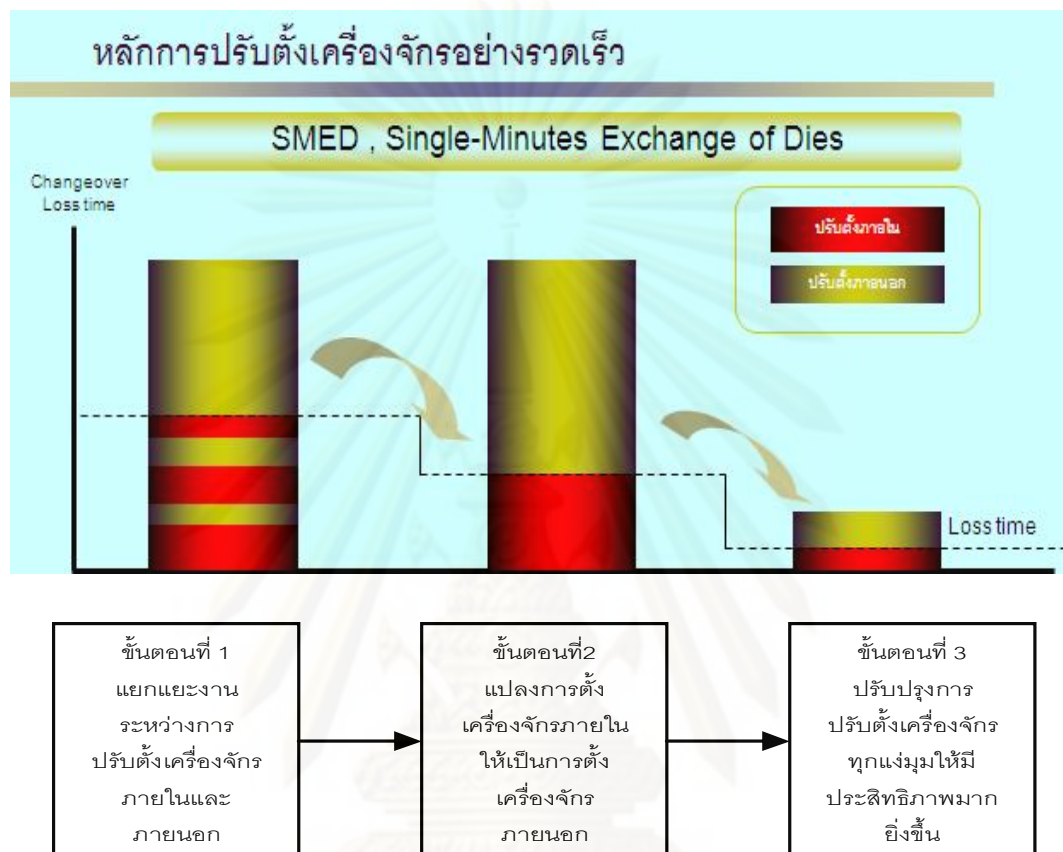 หลักการปรับตั้งเครื่องจักรอย่างรวดเร็ว
SMED , Single-Minutes Exchange of Dies
Changeover
Loss time
ปรับตั้งภายใน
ปรับตั้งภายนอก
Loss time
ขั้นตอนที่ 1
แยกแยะงาน
ระหว่างการ
ปรับตั้งเครื่องจักร
ภายในและ
ภายนอก
ขั้นตอนที่2
แปลงการตั้ง
เครื่องจักรภายใน
ให้เป็นการตั้ง
เครื่องจักร
ภายนอก
ขั้นตอนที่ 3
ปรับปรุงการ
ปรับตั้งเครื่องจักร
ทุกแง่มุมให้มี
ประสิทธิภาพมาก
ยิ่งขึ้น